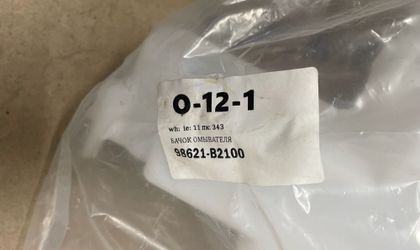 O-12-1
wh: ie: 11 пк: 343
БАЧОК ОМЫВАТЕЛЯ
98621-B2100